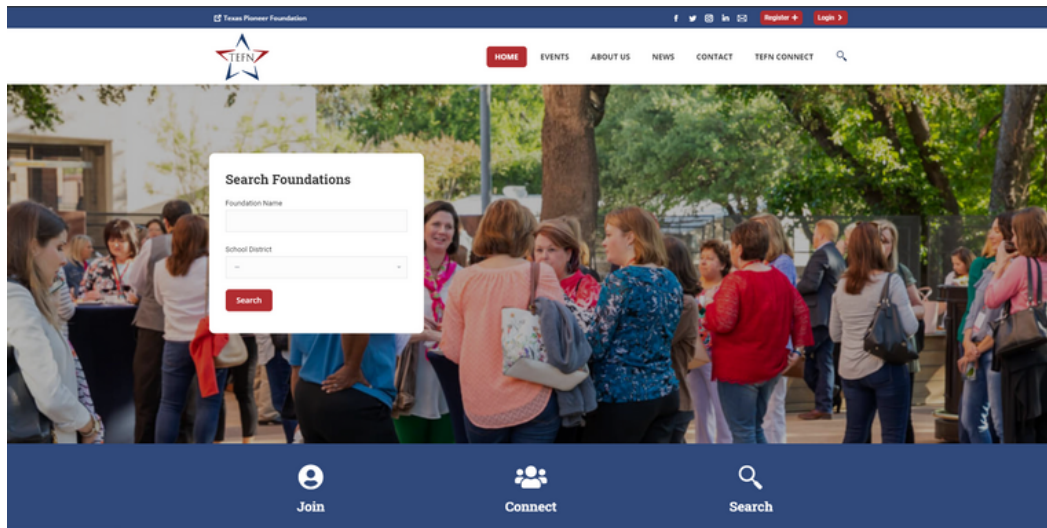 Texas Pioneer Foundation
Register +
Login >
TEFN
HOME EVENTS ABOUT US NEWS CONTACT TEFN CONNECT
Search Foundations
Foundation Name
School District
Search
Join Connect Search